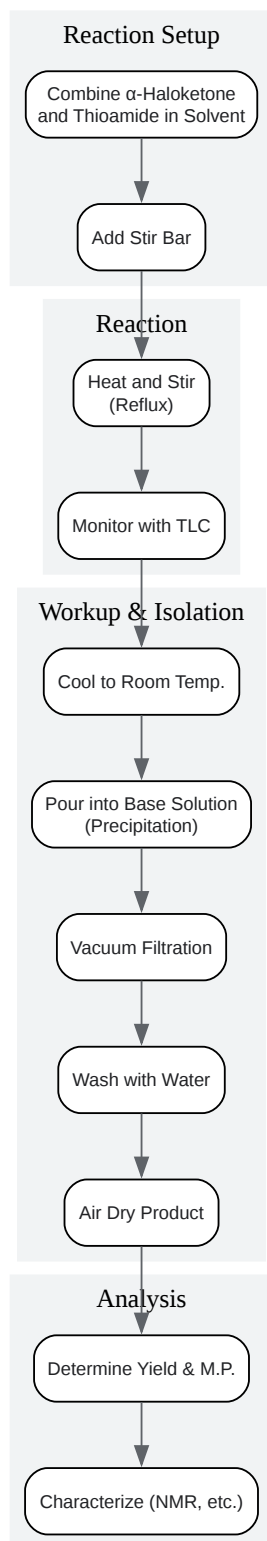 Reaction Setup
Combine α-Haloketone
and Thioamide in Solvent
Add Stir Bar
Reaction
Heat and Stir
(Reflux)
Monitor with TLC
Workup & Isolation
Cool to Room Temp.
Pour into Base Solution
(Precipitation)
Vacuum Filtration
Wash with Water
Air Dry Product
Analysis
Determine Yield & M.P.
Characterize (NMR, etc.)